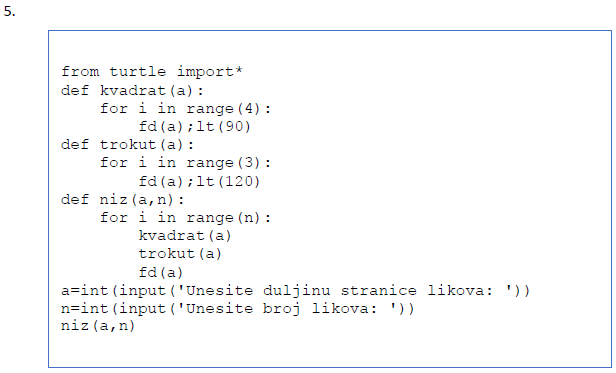 5.
from turtle import*
def kvadrat(a):
    for i in range(4):
        fd(a);lt(90)
def trokut(a):
    for i in range(3):
        fd(a);lt(120)
def niz(a,n):
    for i in range(n):
        kvadrat(a)
        trokut(a)
        fd(a)
a=int(input('Unesite duljinu stranice likova: '))
n=int(input('Unesite broj likova: '))
niz(a,n)